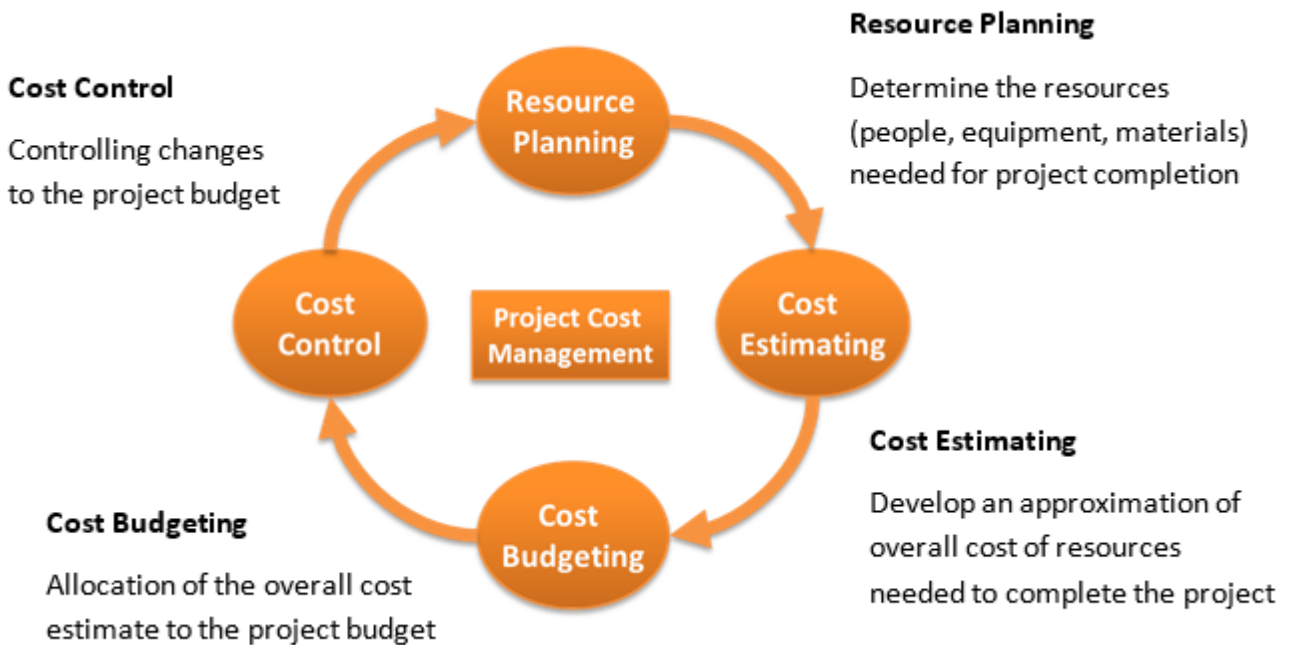 Resource Planning
Determine the resources
(people, equipment, materials)
needed for project completion
Cost Control
Controlling changes
to the project budget
Resource
Planning
Cost
Control
Project Cost
Management
Cost
Estimating
Cost
Budgeting
Cost Estimating
Develop an approximation of
overall cost of resources
needed to complete the project
Cost Budgeting
Allocation of the overall cost
estimate to the project budget